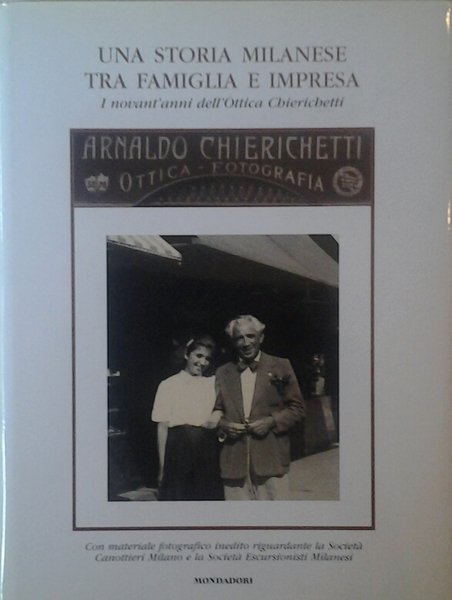 UNA STORIA MILANESE
TRA FAMIGLIA E IMPRESA
I novant'anni dell'Ottica Chierichetti
ARNALDO CHIERICHETTI
OTTICA - FOTOGRAFIA
Con materiale fotografico inedito riguardante la Società
Canottieri Milano e la Società Escursionisti Milanesi
MONDADORI